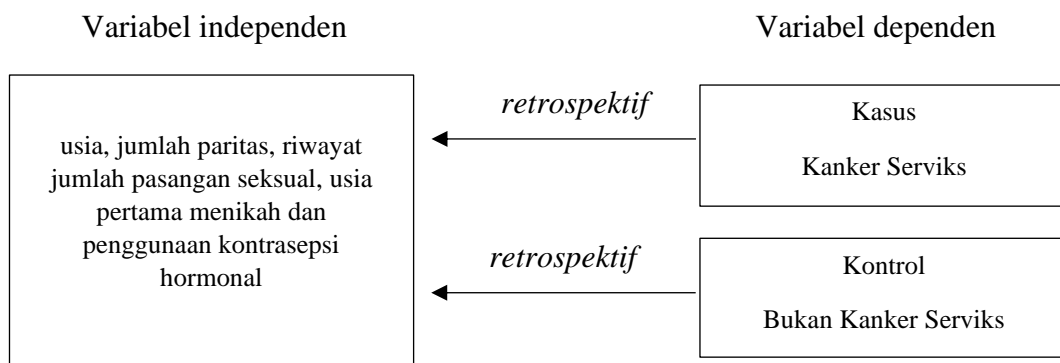 Variabel independen
Variabel dependen
usia, jumlah paritas, riwayat
jumlah pasangan seksual, usia
pertama menikah dan
penggunaan kontrasepsi
hormonal
retrospektif
Kasus
Kanker Serviks
retrospektif
Kontrol
Bukan Kanker Serviks